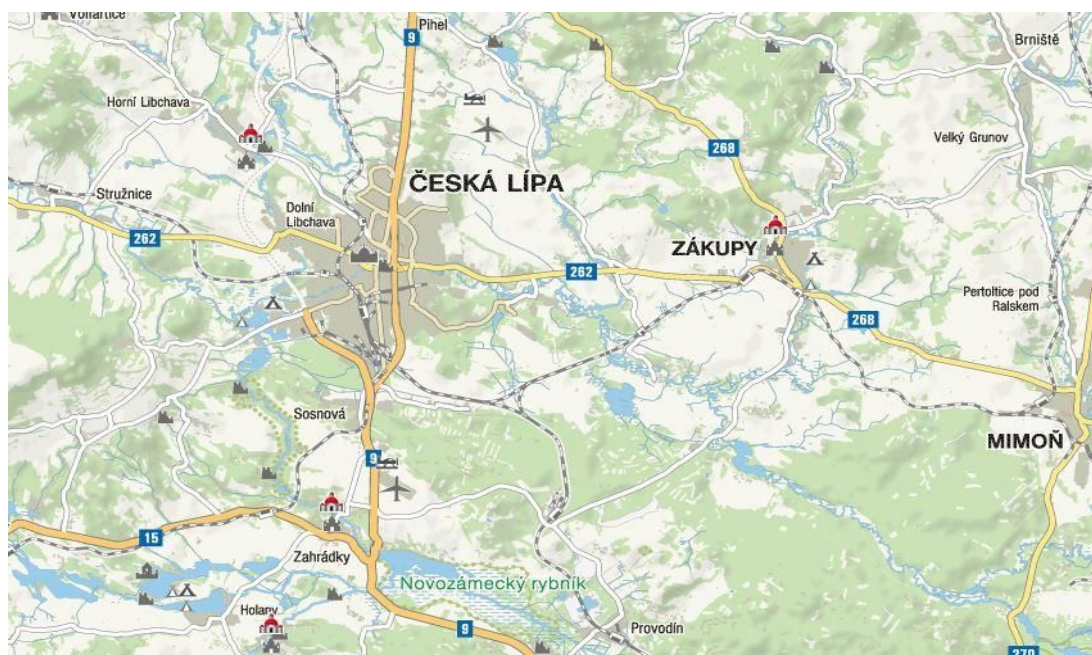 Volfartice
Pihel
9
Brniště
Horní Libchava
268
Velký Grunov
ČESKÁ LÍPA
Stružnice
Dolní
Libchava
262
ZÁKUPY
262
Pertoltice pod
Ralskem
268
Sosnová
MIMOŇ
9
15
Zahrádky
Novozámecký rybník
Holany
9
Provodín
270